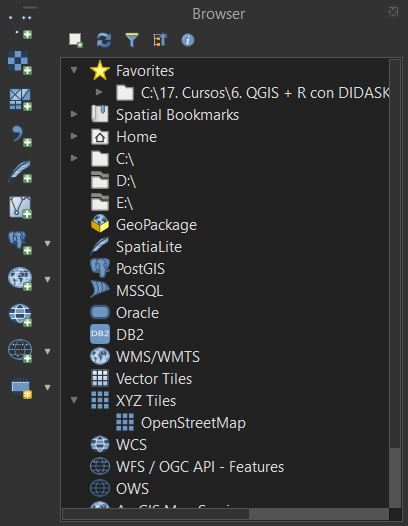 Browser
Favorites
C:\17. Cursos\6. QGIS + R con DIDASK
Spatial Bookmarks
Home
C:\
D:\
E:\
GeoPackage
SpatiaLite
PostGIS
MSSQL
Oracle
DB2 DB2
WMS/WMTS
Vector Tiles
XYZ Tiles
OpenStreetMap
WCS
WFS / OGC API - Features
OWS